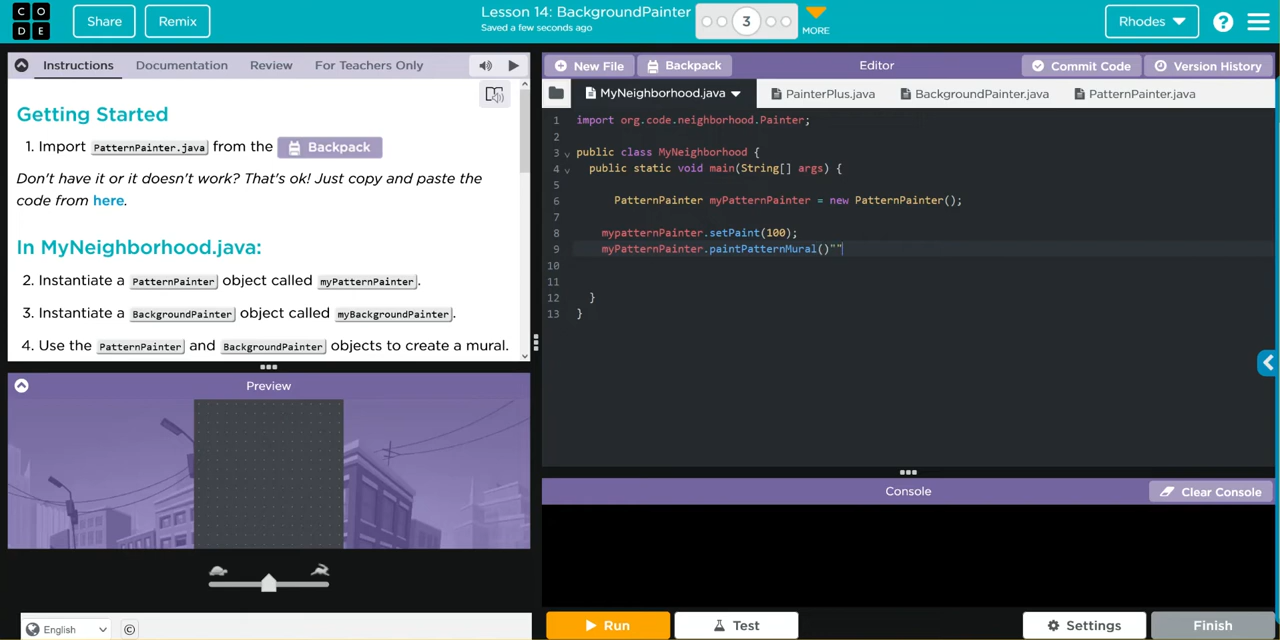 C O
D E
Share
Remix
Lesson 14: BackgroundPainter
Saved a few seconds ago
3
MORE
Rhodes
?
Instructions
Documentation
Review
For Teachers Only
New File
Backpack
Editor
Commit Code
Version History
MyNeighborhood.java
PainterPlus.java
BackgroundPainter.java
PatternPainter.java
Getting Started
1. Import PatternPainter.java from the Backpack
Don't have it or it doesn't work? That's ok! Just copy and paste the
code from here.
In MyNeighborhood.java:
2. Instantiate a PatternPainter object called myPatternPainter.
3. Instantiate a BackgroundPainter object called myBackgroundPainter.
4. Use the PatternPainter and BackgroundPainter objects to create a mural.
1 import org.code.neighborhood.Painter;
2
3 public class MyNeighborhood {
4 public static void main(String[] args) {
5
6 PatternPainter myPatternPainter = new PatternPainter();
7
8 mypatternPainter.setPaint(100);
9 myPatternPainter.paintPatternMural()""
10
11
12 }
13 }
Preview
Console
Clear Console
English
©
Run
Test
Settings
Finish